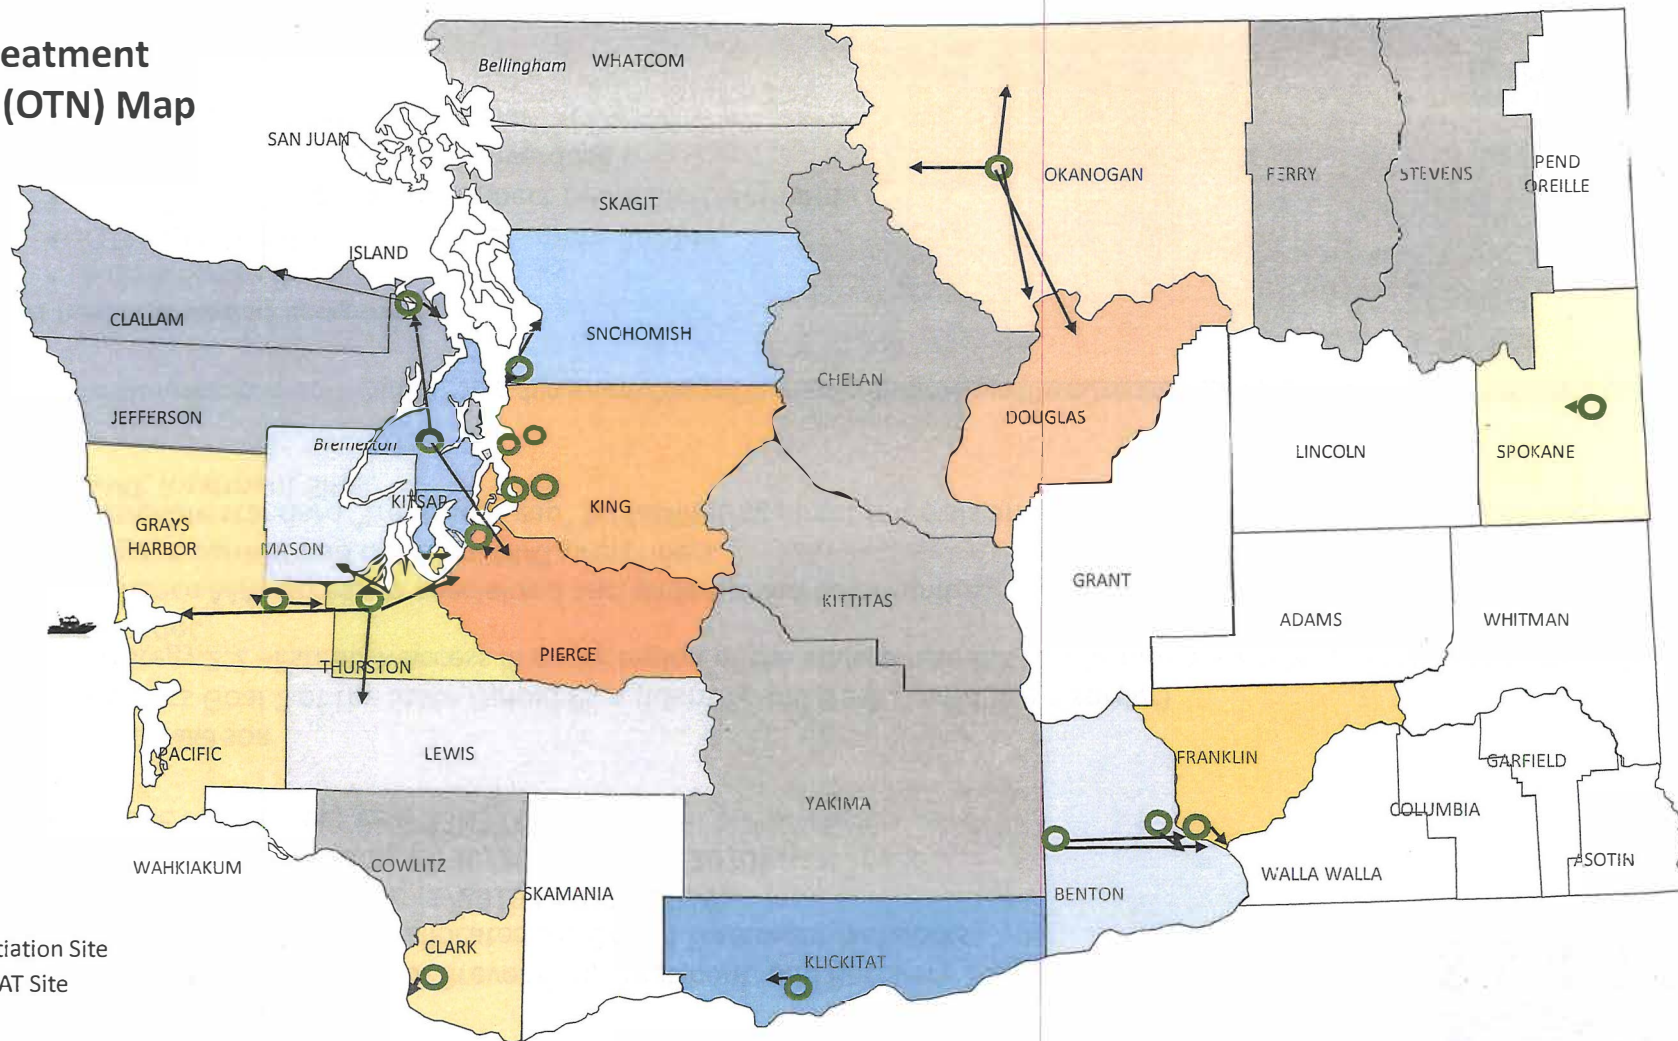 eatment
(OTN) Map
Bellingham
WHATCOM
SAN JUAN
SKAGIT
OKANOGAN
FERRY
STEVENS
PEND
OREILLE
ISLAND
CLALLAM
SNOHOMISH
CHELAN
JEFFERSON
DOUGLAS
Bremerton
LINCOLN
SPOKANE
KITSAP
KING
GRAYS
HARBOR
MASON
GRANT
KITTITAS
ADAMS
WHITMAN
THURSTON
PIERCE
PACIFIC
LEWIS
FRANKLIN
GARFIELD
YAKIMA
COLUMBIA
WAHKIAKUM
COWLITZ
SKAMANIA
BENTON
WALLA WALLA
ASOTIN
CLARK
KLICKITAT
tiation Site
AT Site